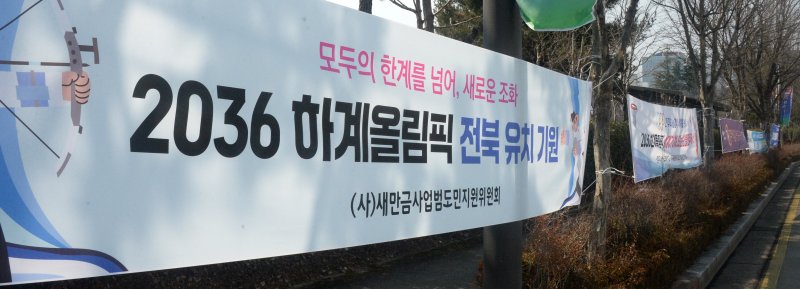 모두의 한계를 넘어, 새로운 조화
2036 하계올림픽 전북 유치 기원
(사)새만금사업범도민지원위원회